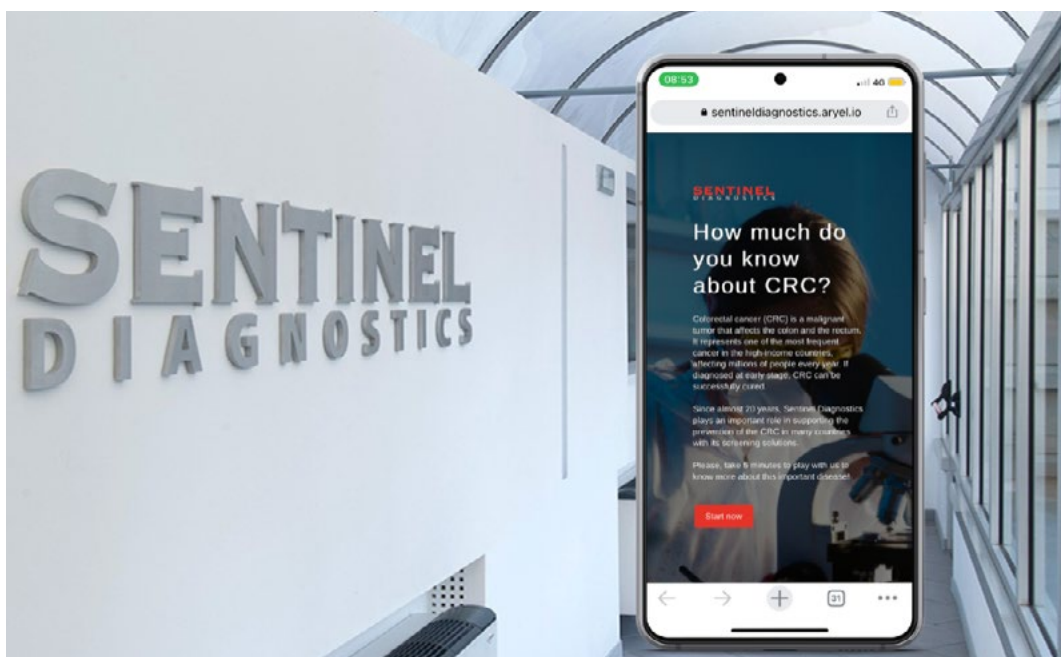 SENTINEL
DIAGNOSTICS
08:53
4G
sentineldiagnostics.aryel.io
SENTINEL
DIAGNOSTICS
How much do
you know
about CRC?
Colorectal cancer (CRC) is a malignant
tumor that affects the colon and the rectum.
It represents one of the most frequent
cancer in the high-income countries,
affecting millions of people every year. If
diagnosed at early stage, CRC can be
successfully cured.
Since almost 20 years, Sentinel Diagnostics
plays an important role in supporting the
prevention of the CRC in many countries
with its screening solutions.
Please, take 5 minutes to play with us to
know more about this important disease!
Start now
31